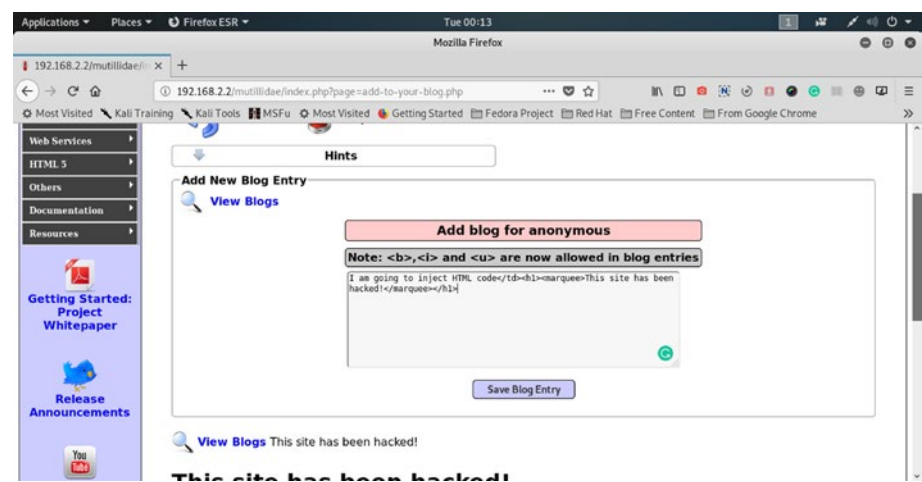 Applications Places Firefox ESR Tue 00:13 1
Mozilla Firefox
192.168.2.2/mutillidae/in × +
192.168.2.2/mutillidae/index.php?page=add-to-your-blog.php
Most Visited Kali Training Kali Tools MSFu Most Visited Getting Started Fedora Project Red Hat Free Content From Google Chrome »
Web Services
HTML 5
Others
Documentation
Resources
Getting Started:
Project
Whitepaper
Release
Announcements
You
Tube
Hints
Add New Blog Entry
View Blogs
Add blog for anonymous
Note: <b>,<i> and <u> are now allowed in blog entries
I am going to inject HTML code</td><h1><marquee>This site has been
hacked!</marquee></h1>
Save Blog Entry
View Blogs This site has been hacked!
This site has been hacked!